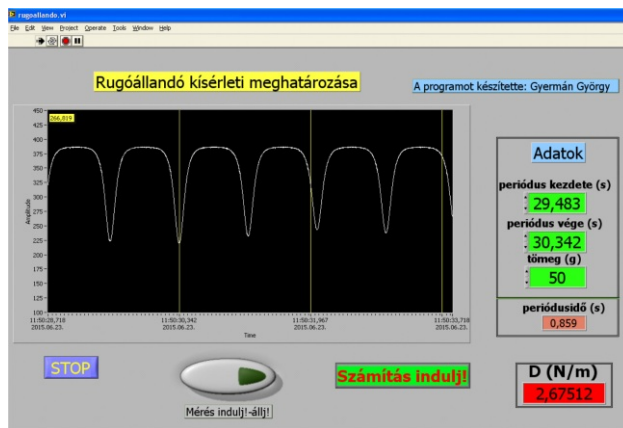 rugoallando.vi
File Edit View Project Operate Tools Window Help
Rugóállandó kísérleti meghatározása
A programot készítette: Gyermán György
266,819
450
425
400
375
350
325
300
275
250
225
200
175
150
125
100
Amplitude
11:50:28,718 11:50:30,342 11:50:31,967 11:50:33,718
2015.06.23. 2015.06.23. 2015.06.23. 2015.06.23.
Time
Adatok
periódus kezdete (s)
29,483
periódus vége (s)
30,342
tömeg (g)
50
periódusidő (s)
0,859
STOP
Mérés indulj!-állj!
Számítás indulj!
D (N/m)
2,67512